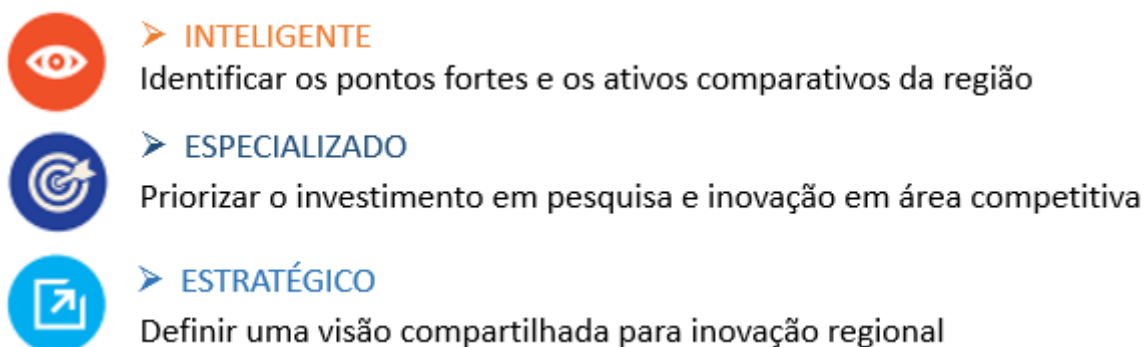 ➢ INTELIGENTE
Identificar os pontos fortes e os ativos comparativos da região
➢ ESPECIALIZADO
Priorizar o investimento em pesquisa e inovação em área competitiva
➢ ESTRATÉGICO
Definir uma visão compartilhada para inovação regional